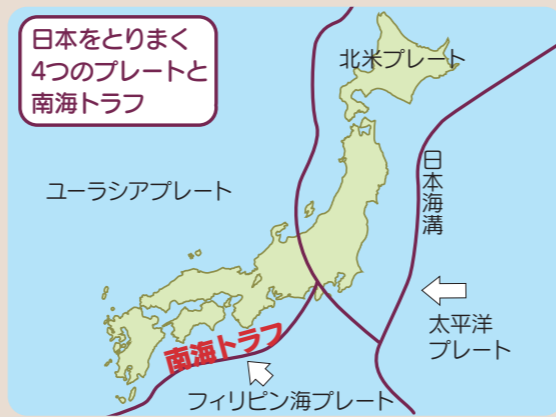 日本をとりまく
4つのプレートと
南海トラフ
北米プレート
ユーラシアプレート
日本海溝
太平洋
プレート
南海トラフ
フィリピン海プレート